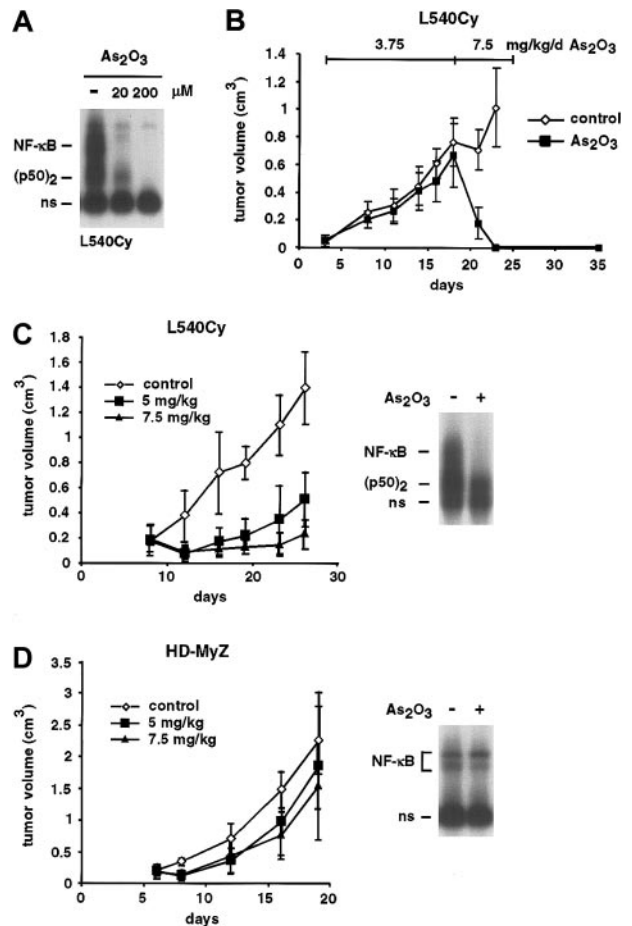 A
As2O3
- 20 200 µM
NF-κB
(p50)2
ns
L540Cy
B
L540Cy
3.75 7.5 mg/kg/d As2O3
tumor volume (cm3)
1.4
1.2
1
0.8
0.6
0.4
0.2
0
0 5 10 15 20 25 30 35
days
control
As2O3
C
L540Cy
tumor volume (cm3)
1.8
1.6
1.4
1.2
1
0.8
0.6
0.4
0.2
0
0 10 20 30
days
control
5 mg/kg
7.5 mg/kg
As2O3 - +
NF-κB
(p50)2
ns
D
HD-MyZ
tumor volume (cm3)
3.5
3
2.5
2
1.5
1
0.5
0
0 5 10 15 20
days
control
5 mg/kg
7.5 mg/kg
As2O3 - +
NF-κB
ns